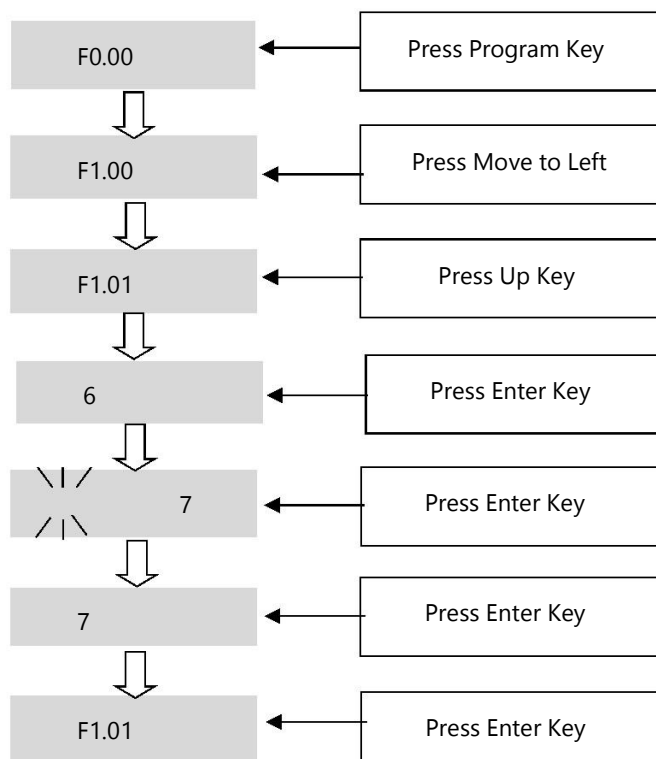 F0.00
Press Program Key
F1.00
Press Move to Left
F1.01
Press Up Key
6
Press Enter Key
7
Press Enter Key
7
Press Enter Key
F1.01
Press Enter Key